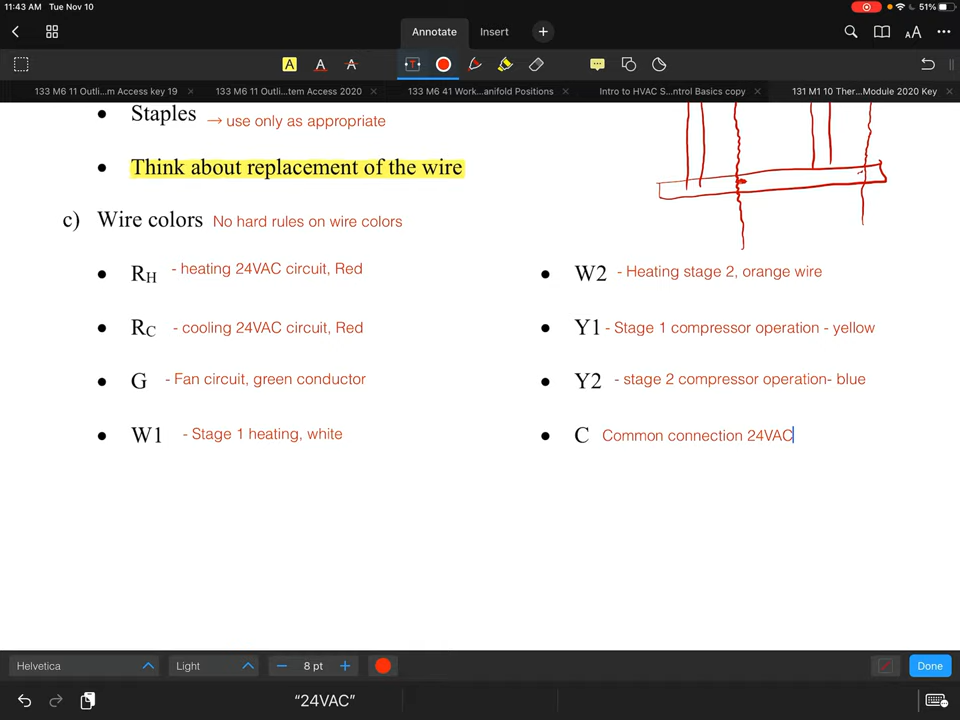 11:43 AM Tue Nov 10
51%
Annotate
Insert
AA
A
A
A
T
133 M6 11 Outli...m Access key 19
133 M6 11 Outli...tem Access 2020
133 M6 41 Work...anifold Positions
Intro to HVAC S...ntrol Basics copy
131 M1 10 Ther...Module 2020 Key
• Staples → use only as appropriate
• Think about replacement of the wire
c) Wire colors No hard rules on wire colors
• RH - heating 24VAC circuit, Red
• RC - cooling 24VAC circuit, Red
• G - Fan circuit, green conductor
• W1 - Stage 1 heating, white
• W2 - Heating stage 2, orange wire
• Y1 - Stage 1 compressor operation - yellow
• Y2 - stage 2 compressor operation- blue
• C Common connection 24VAC
Helvetica
Light
8 pt
Done
“24VAC”